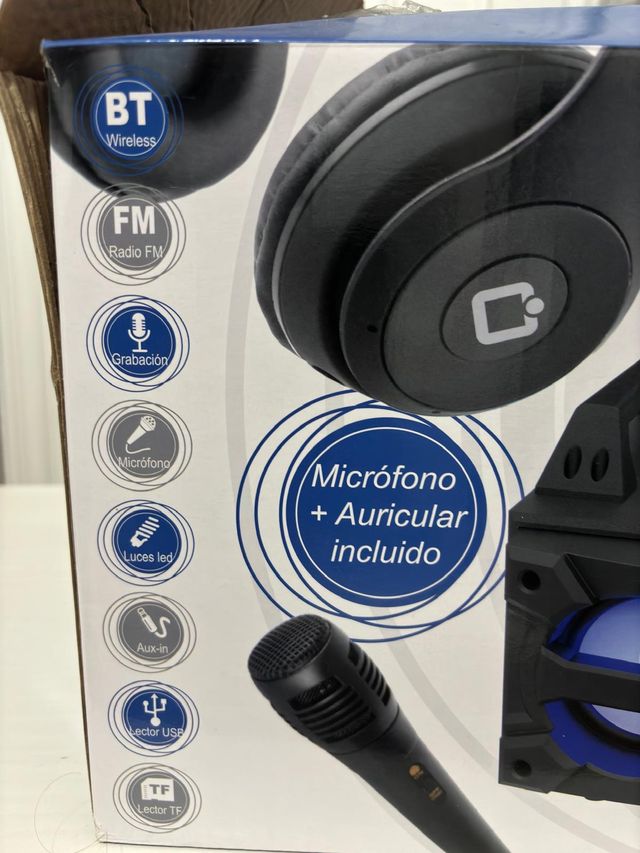 BT
Wireless
FM
Radio FM
Grabación
Micrófono
Luces led
Aux-in
Lector USB
TF
Lector TF
Micrófono
+ Auricular
incluido